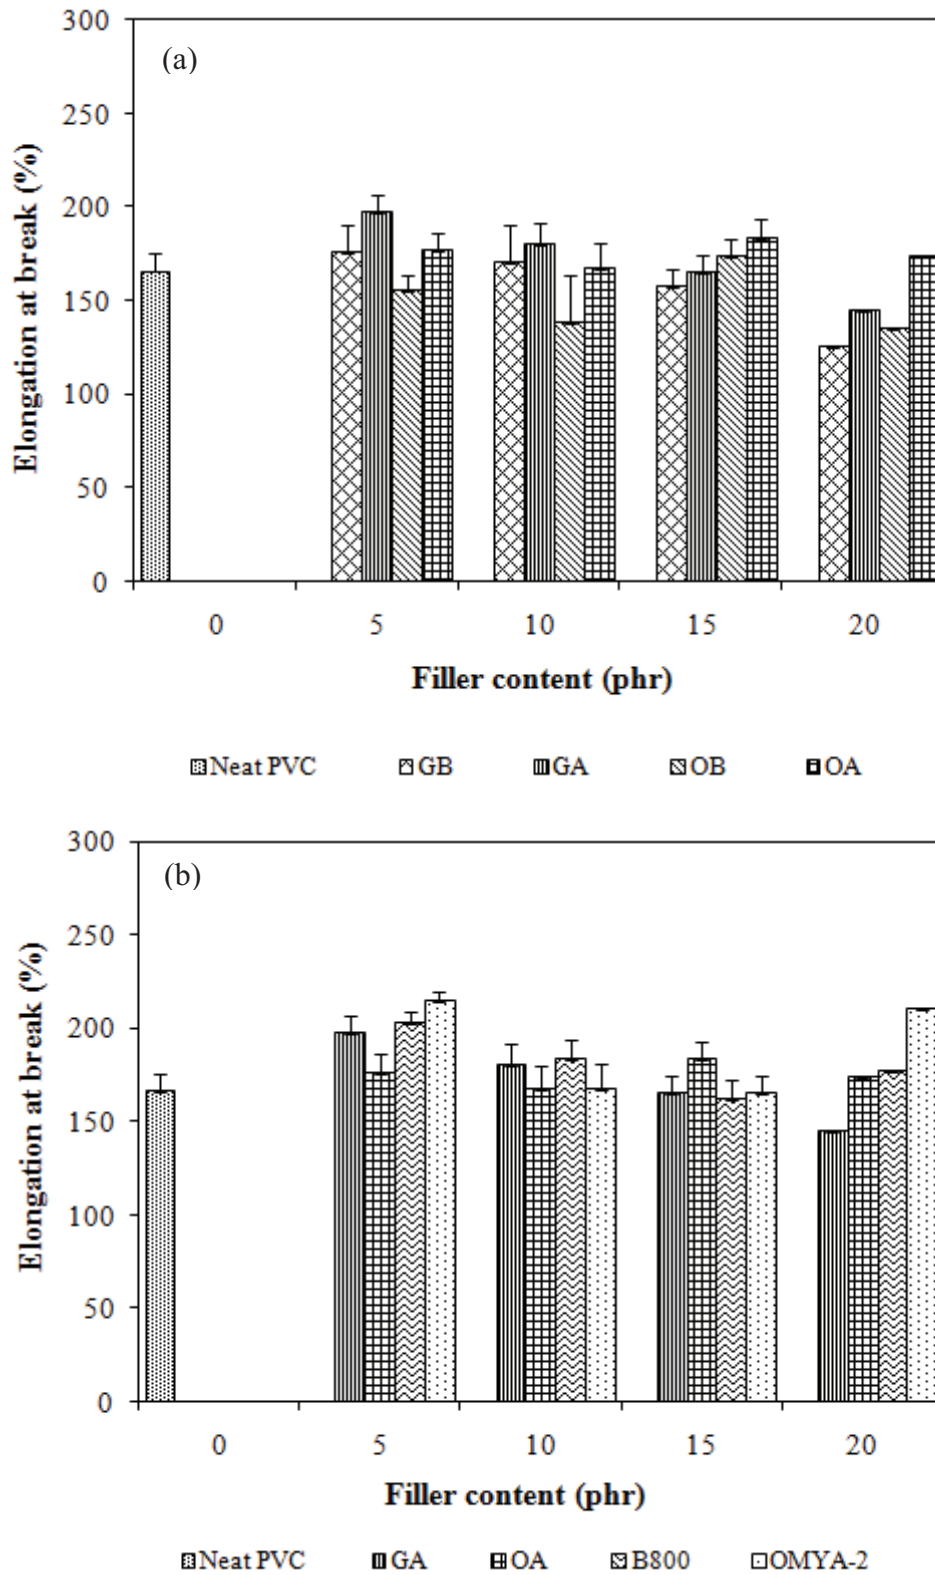 (a)
Elongation at break (%)
300
250
200
150
100
50
0
0 5 10 15 20
Filler content (phr)
Neat PVC GB GA OB OA
(b)
Elongation at break (%)
300
250
200
150
100
50
0
0 5 10 15 20
Filler content (phr)
Neat PVC GA OA B800 OMYA-2